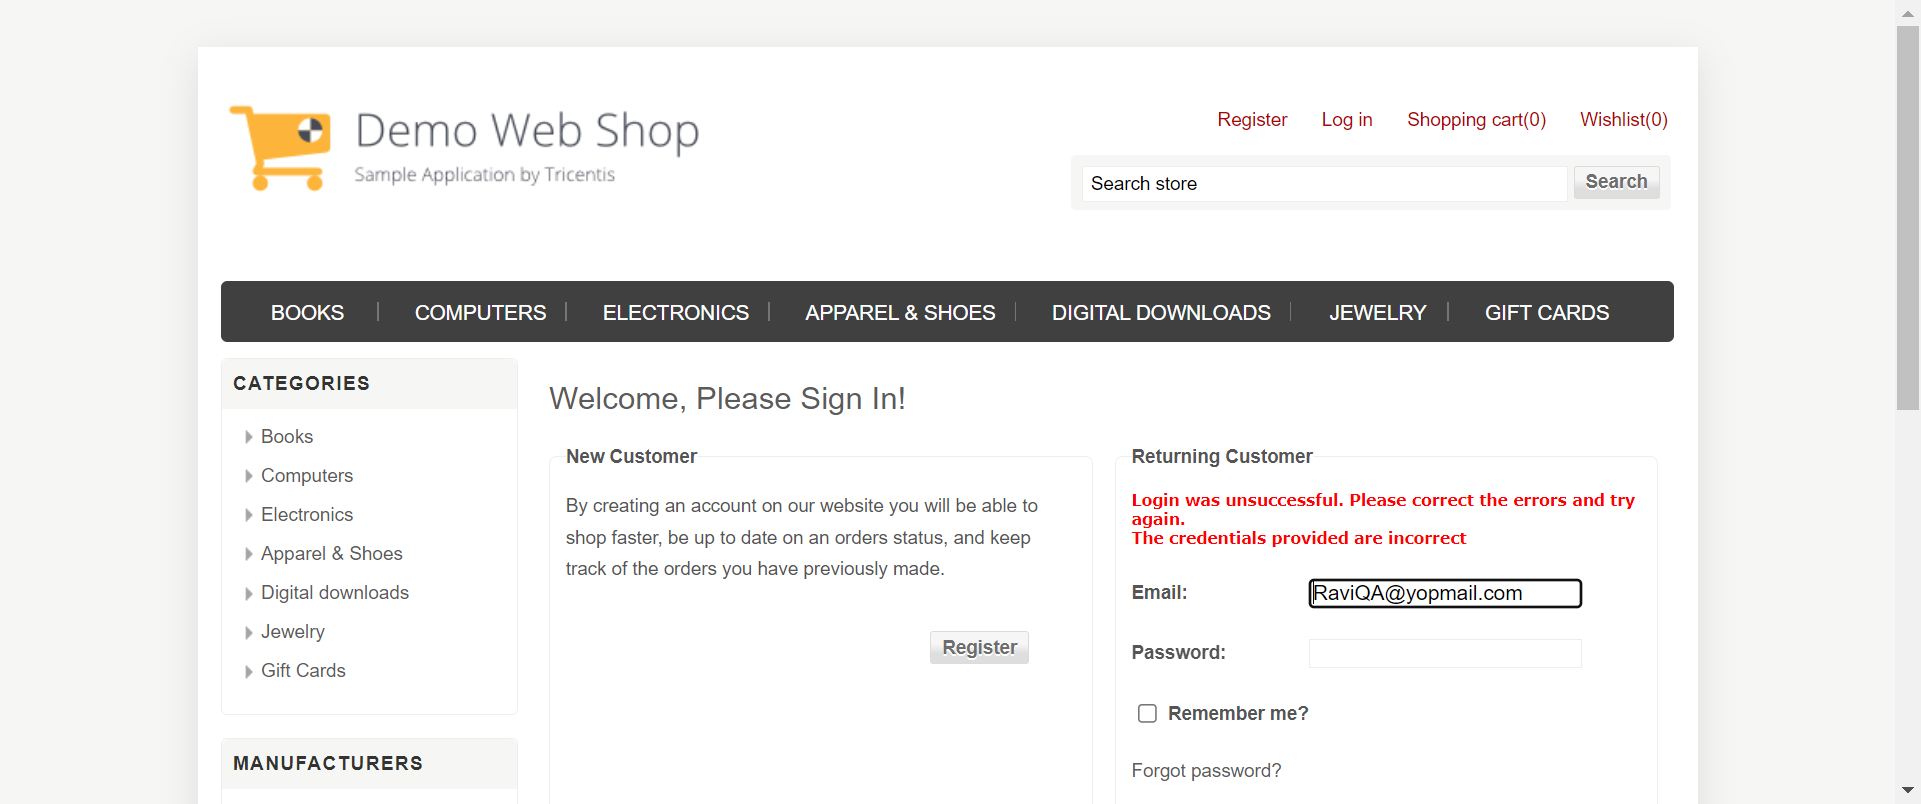 Demo Web Shop
Sample Application by Tricentis
Register Log in Shopping cart(0) Wishlist(0)
Search store Search
BOOKS COMPUTERS ELECTRONICS APPAREL & SHOES DIGITAL DOWNLOADS JEWELRY GIFT CARDS
CATEGORIES
Books
Computers
Electronics
Apparel & Shoes
Digital downloads
Jewelry
Gift Cards
MANUFACTURERS
Welcome, Please Sign In!
New Customer
By creating an account on our website you will be able to
shop faster, be up to date on an orders status, and keep
track of the orders you have previously made.
Register
Returning Customer
Login was unsuccessful. Please correct the errors and try
again.
The credentials provided are incorrect
Email: RaviQA@yopmail.com
Password:
Remember me?
Forgot password?